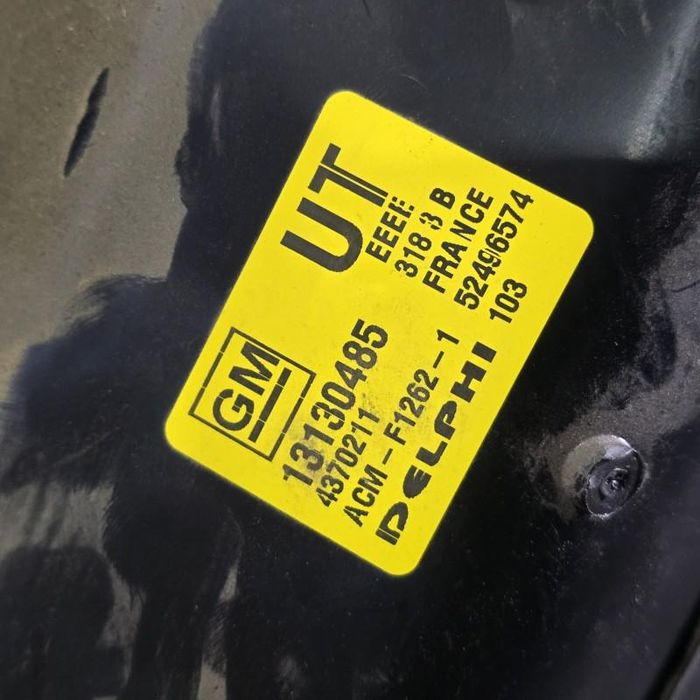 UT
EEEE
318 3 B
FRANCE
52496574
103
GM
13130485
4370211
ACM - F1262-1
DELPHI